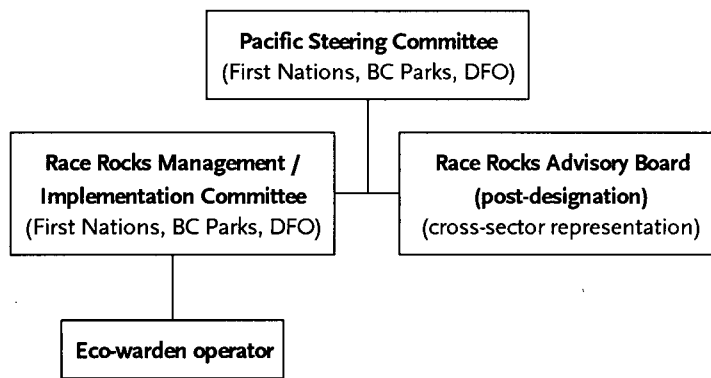 Pacific Steering Committee
(First Nations, BC Parks, DFO)
Race Rocks Management /
Implementation Committee
(First Nations, BC Parks, DFO)
Race Rocks Advisory Board
(post-designation)
(cross-sector representation)
Eco-warden operator